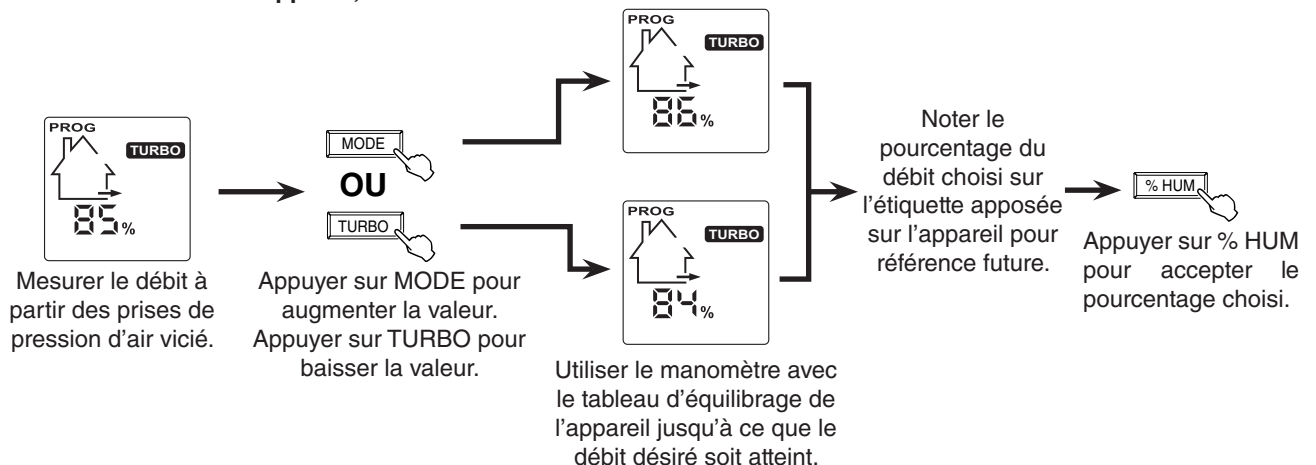 PROG
TURBO
85%
Mesurer le débit à
partir des prises de
pression d'air vicié.
MODE
OU
TURBO
Appuyer sur MODE pour
augmenter la valeur.
Appuyer sur TURBO pour
baisser la valeur.
PROG
TURBO
86%
PROG
TURBO
84%
Utiliser le manomètre avec
le tableau d'équilibrage de
l'appareil jusqu'à ce que le
débit désiré soit atteint.
Noter le
pourcentage du
débit choisi sur
l'étiquette apposée
sur l'appareil pour
référence future.
% HUM
Appuyer sur % HUM
pour accepter le
pourcentage choisi.